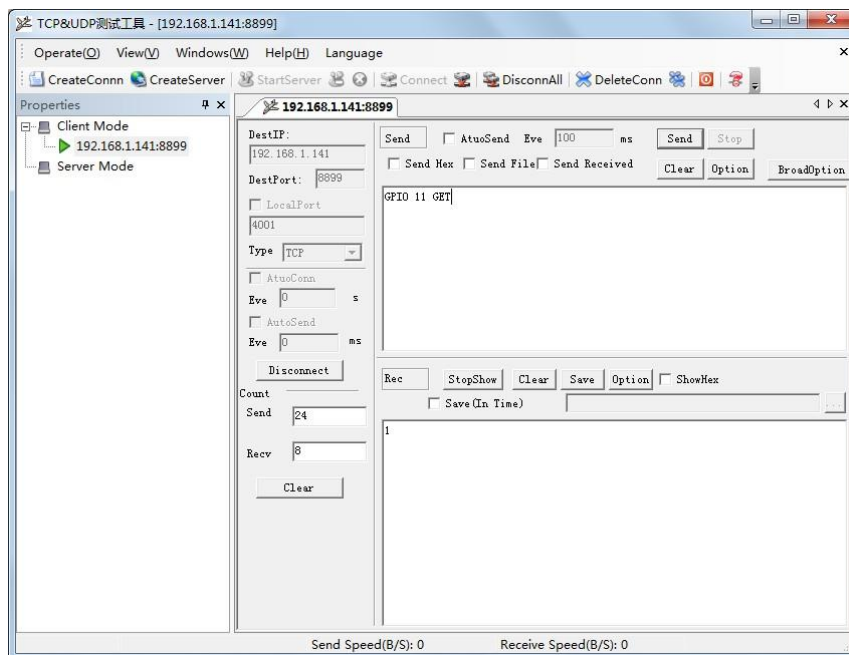 TCP&UDP测试工具 - [192.168.1.141:8899]
Operate(O) View(V) Windows(W) Help(H) Language
CreateConnn CreateServer StartServer Connect DisconnAll DeleteConn
Properties
192.168.1.141:8899
Client Mode
192.168.1.141:8899
Server Mode
DestIP:
192.168.1.141
DestPort: 8899
LocalPort
4001
Type TCP
AtuoConn
Eve 0 s
AutoSend
Eve 0 ms
Disconnect
Count
Send 24
Recv 8
Clear
Send AtuoSend Eve 100 ms Send Stop
Send Hex Send File Send Received Clear Option BroadOption
GPIO 11 GET
Rec StopShow Clear Save Option ShowHex
Save(In Time) ...
1
Send Speed(B/S): 0 Receive Speed(B/S): 0